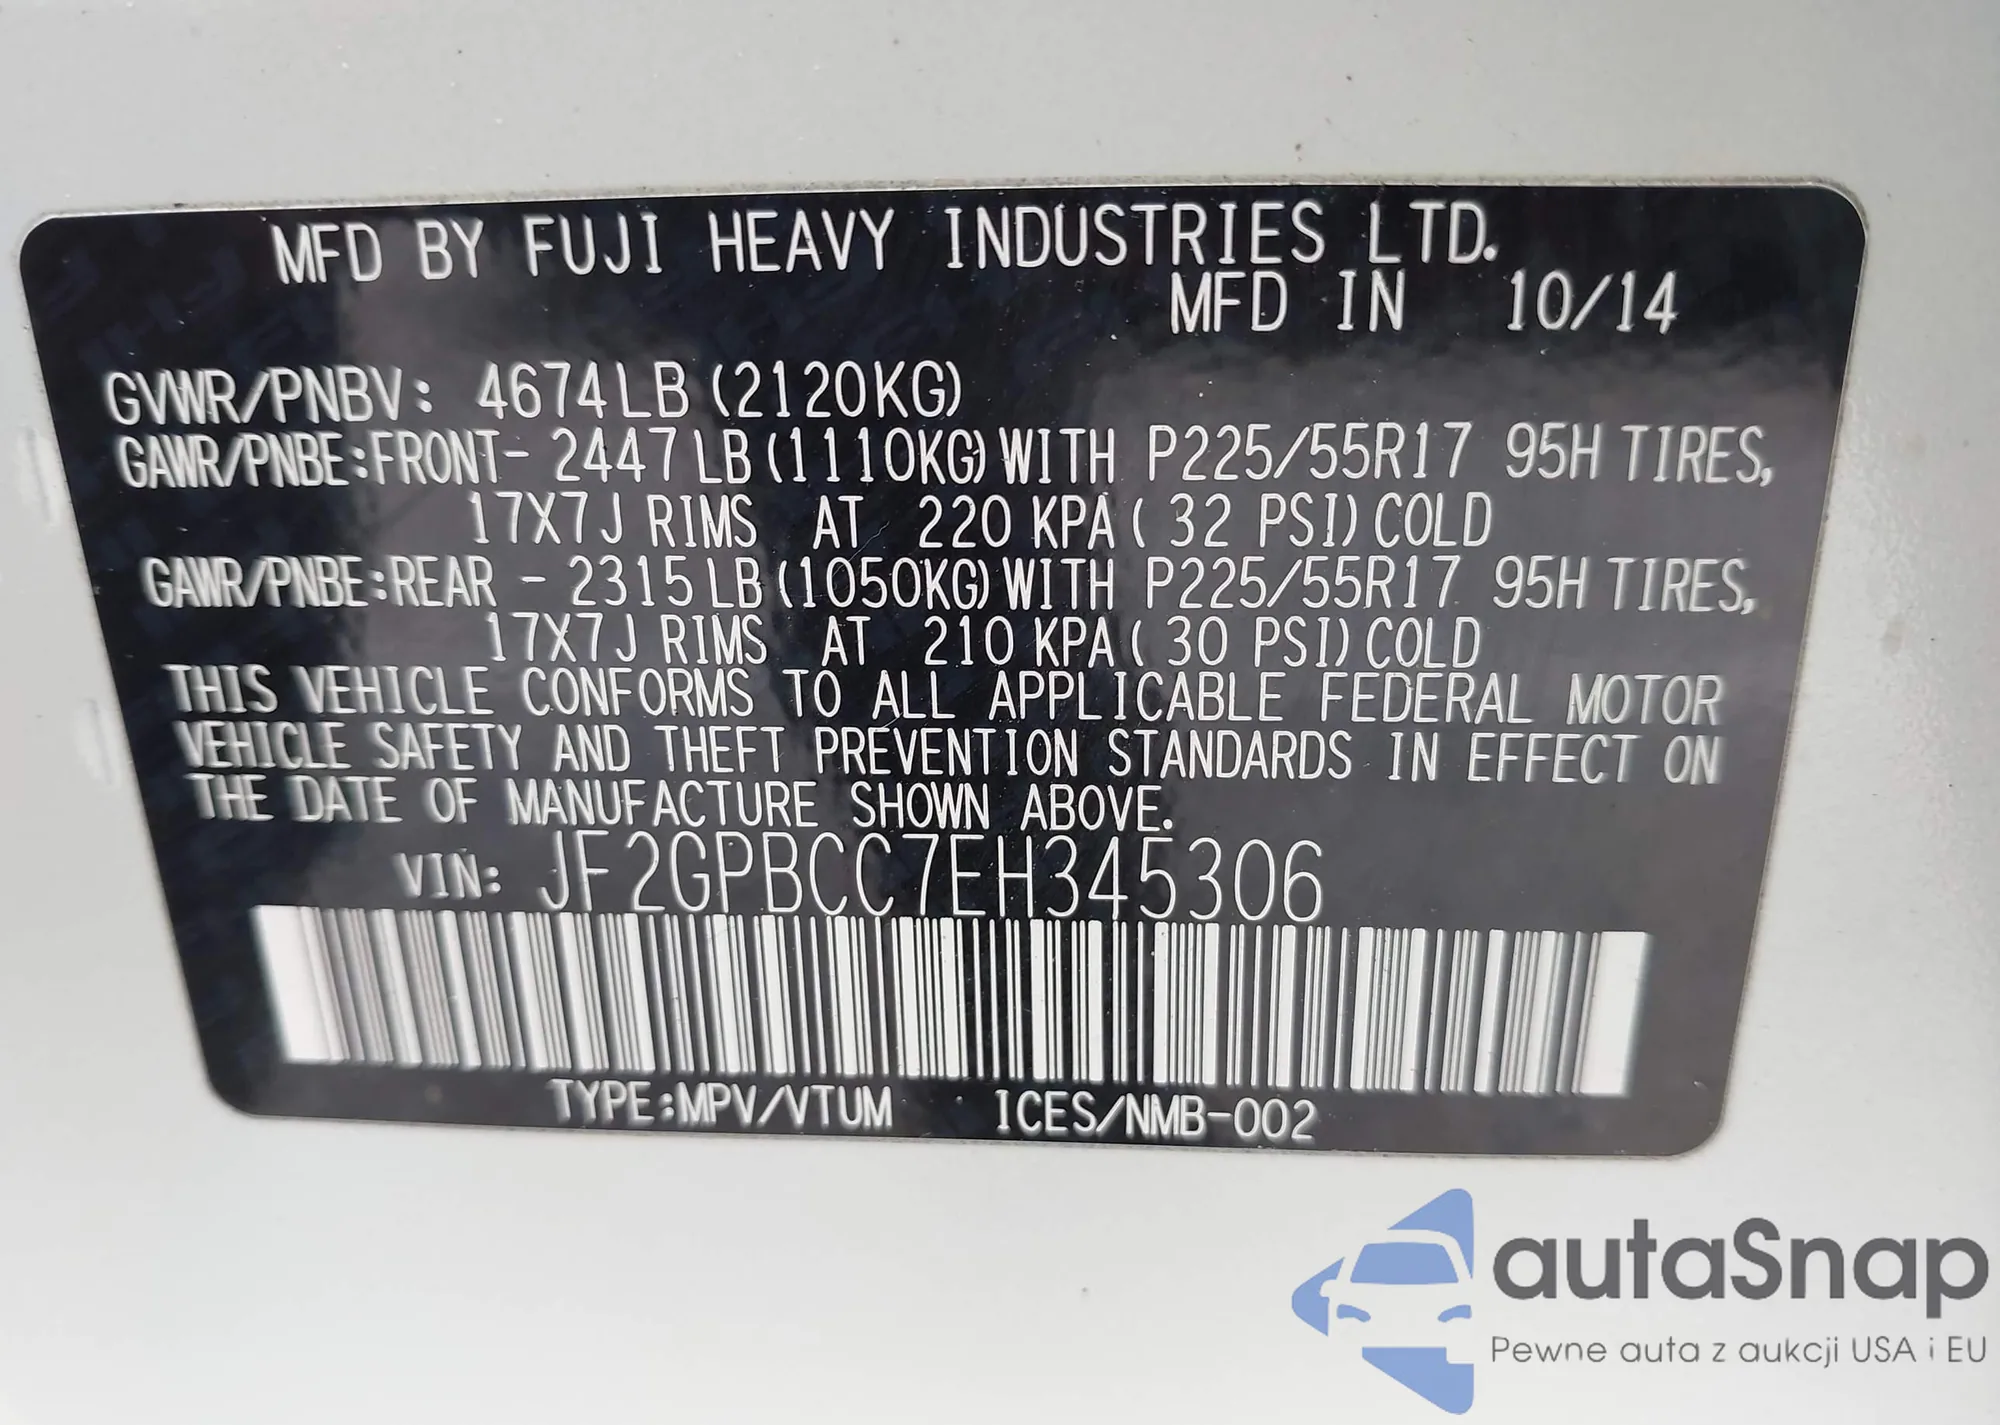 MFD BY FUJI HEAVY INDUSTRIES LTD.
MFD IN 10/14
GVWR/PNBV: 4674LB(2120KG)
GAWR/PNBE:FRONT- 2447LB(1110KG)WITH P225/55R17 95H TIRES,
17X7J RIMS AT 220 KPA( 32 PSI)COLD
GAWR/PNBE:REAR - 2315LB(1050KG)WITH P225/55R17 95H TIRES,
17X7J RIMS AT 210 KPA( 30 PSI)COLD
THIS VEHICLE CONFORMS TO ALL APPLICABLE FEDERAL MOTOR
VEHICLE SAFETY AND THEFT PREVENTION STANDARDS IN EFFECT ON
THE DATE OF MANUFACTURE SHOWN ABOVE.
VIN: JF2GPBCC7EH345306
TYPE:MPV/VTUM ICES/NMB-002
autaSnap
Pewne auta z aukcji USA i EU